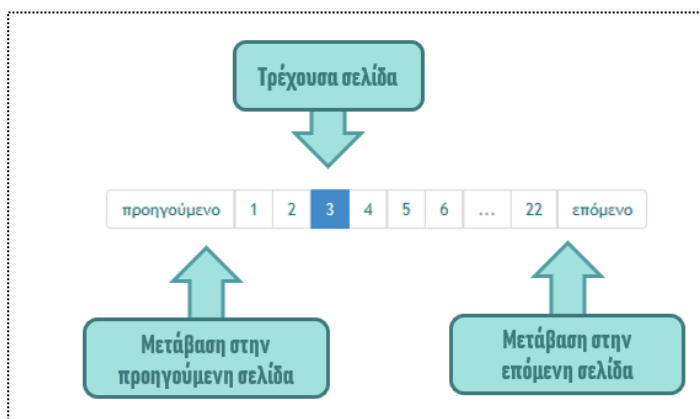 Τρέχουσα σελίδα
προηγούμενο 1 2 3 4 5 6 ... 22 επόμενο
Μετάβαση στην
προηγούμενη σελίδα
Μετάβαση στην
επόμενη σελίδα